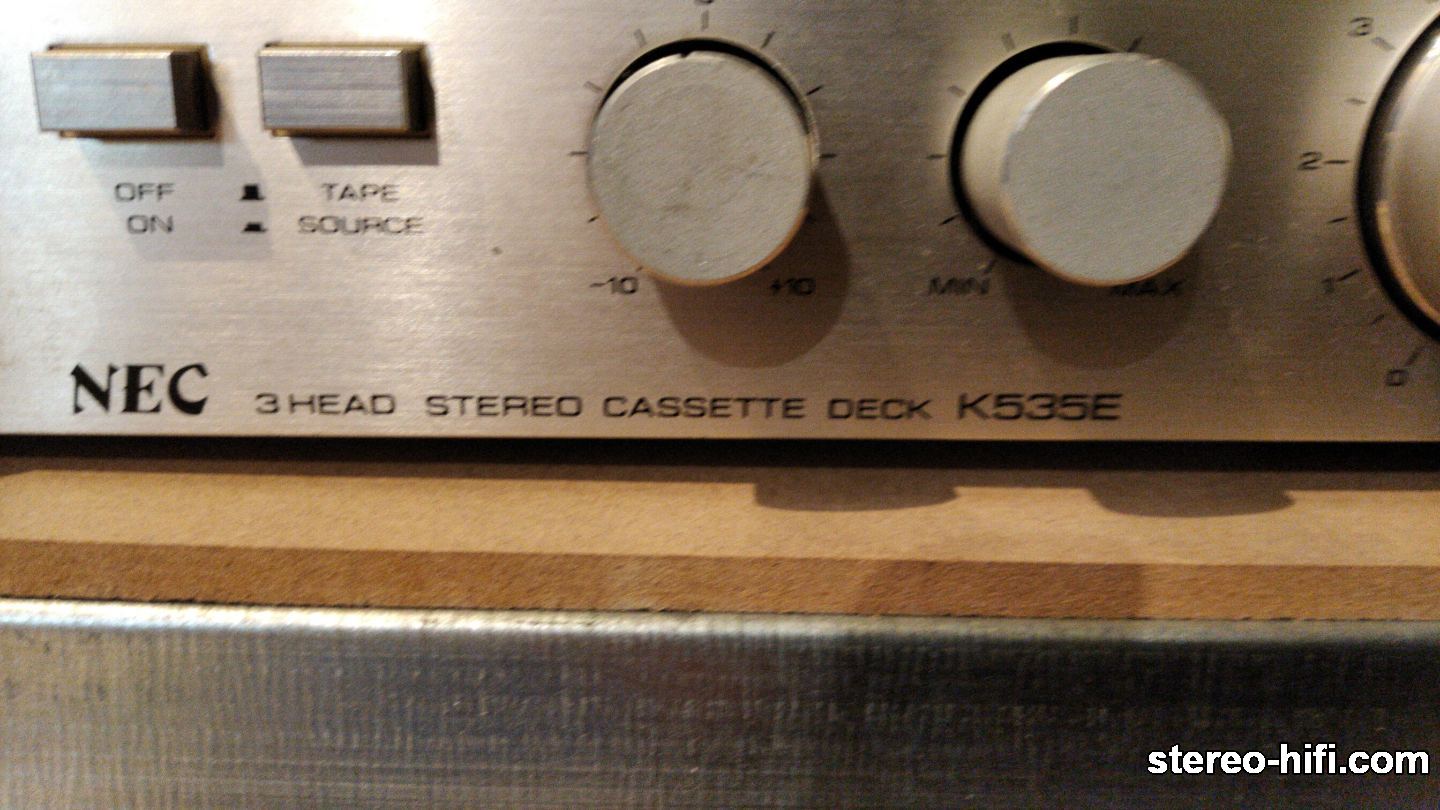 OFF TAPE
ON SOURCE
-10 +10
MIN MAX
3
2
1
0
NEC 3 HEAD STEREO CASSETTE DECK K535E
stereo-hifi.com